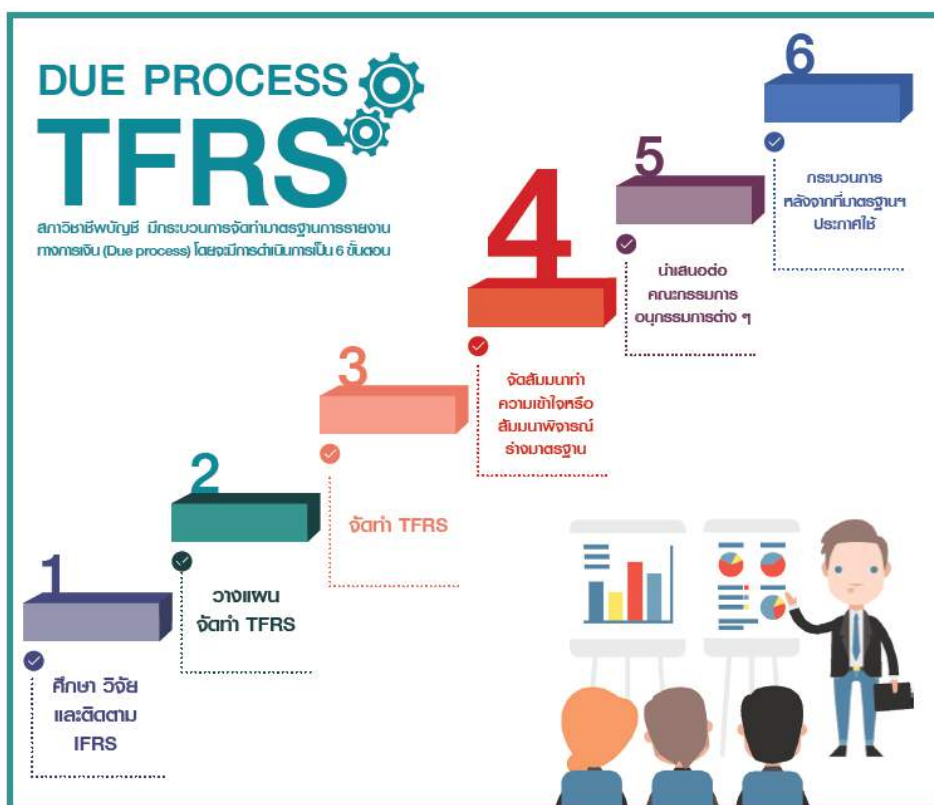 DUE PROCESS
TFRS
สภาวิชาชีพบัญชี มีกระบวนการจัดทำมาตรฐานการรายงาน
ทางการเงิน (Due process) โดยจะมีการดำเนินการเป็น 6 ขั้นตอน
1
ศึกษา วิจัย
และติดตาม
IFRS
2
วางแผน
จัดทำ TFRS
3
จัดทำ TFRS
4
จัดสัมมนาทำ
ความเข้าใจหรือ
สัมมนาพิจารณ์
ร่างมาตรฐาน
5
นำเสนอต่อ
คณะกรรมการ
อนุกรรมการต่าง ๆ
6
กระบวนการ
หลังจากที่มาตรฐานฯ
ประกาศใช้